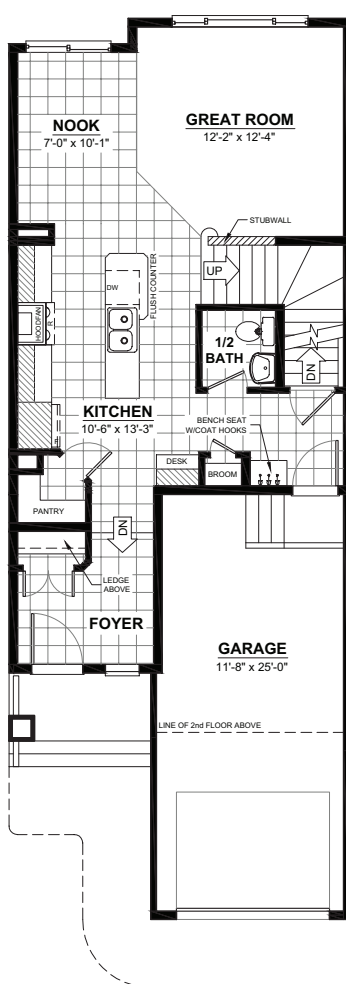 GREAT ROOM
12'-2" x 12'-4"
NOOK
7'-0" x 10'-1"
STUBWALL
UP
DW
FLUSH COUNTER
HOODFAN
R
1/2
BATH
DN
KITCHEN
10'-6" x 13'-3"
BENCH SEAT
W/COAT HOOKS
DESK
BROOM
PANTRY
DN
LEDGE
ABOVE
FOYER
GARAGE
11'-8" x 25'-0"
LINE OF 2nd FLOOR ABOVE